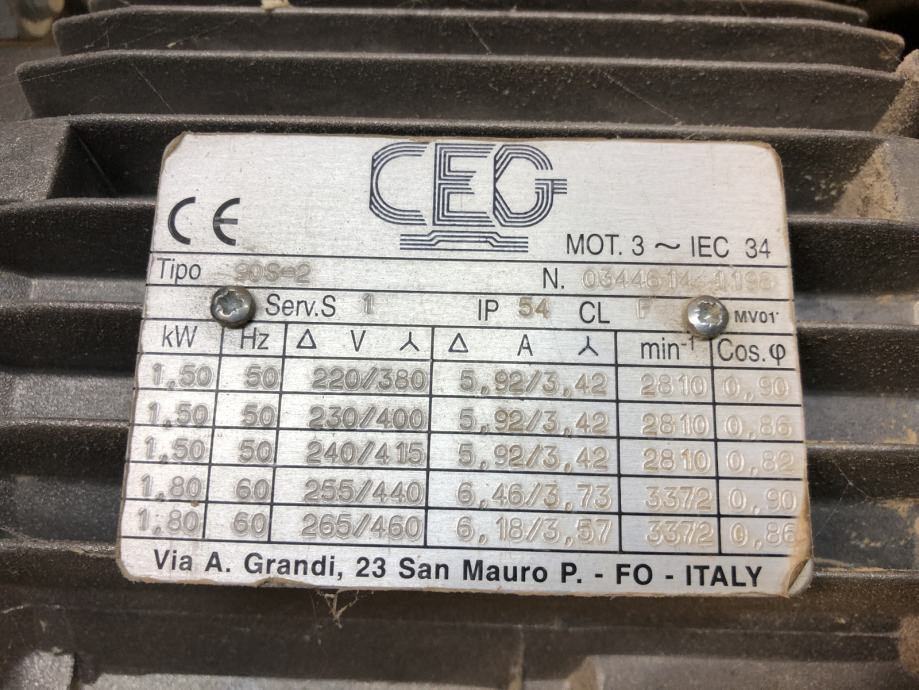 CEG
CE
MOT. 3 ~ IEC 34
Tipo 90S-2 N. 0344614 1198
Serv.S 1 IP 54 CL F MV01
kW Hz Δ V ⅄ Δ A ⅄ min⁻¹ Cos.φ
1,50 50 220/380 5,92/3,42 2810 0,90
1,50 50 230/400 5,92/3,42 2810 0,86
1,50 50 240/415 5,92/3,42 2810 0,82
1,80 60 255/440 6,46/3,73 3372 0,90
1,80 60 265/460 6,18/3,57 3372 0,86
Via A. Grandi, 23 San Mauro P. - FO - ITALY